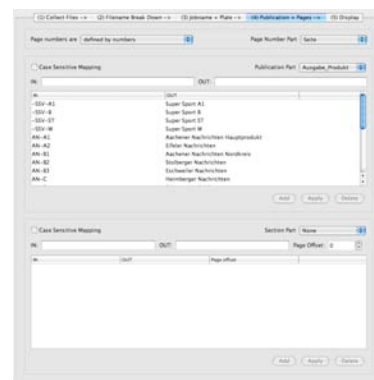 (1) Collect Files --> (2) Filename Break Down --> (3) Jobname + Plate --> (4) Publication + Pages --> (5) Display
Page numbers are defined by numbers Page Number Part Seite
Case Sensitive Mapping Publication Part Ausgabe_Produkt
IN: OUT:
IN OUT
-SSV-A1 Super Sport A1
-SSV-B Super Sport B
-SSV-ST Super Sport ST
-SSV-W Super Sport W
AN-A1 Aachener Nachrichten Hauptprodukt
AN-A2 Eifeler Nachrichten
AN-B1 Aachener Nachrichten Nordkreis
AN-B2 Stolberger Nachrichten
AN-B3 Eschweiler Nachrichten
AN-C Heinsberger Nachrichten
Add Apply Delete
Case Sensitive Mapping Section Part None
IN: OUT: Page Offset: 0
IN OUT Page offset
Add Apply Delete